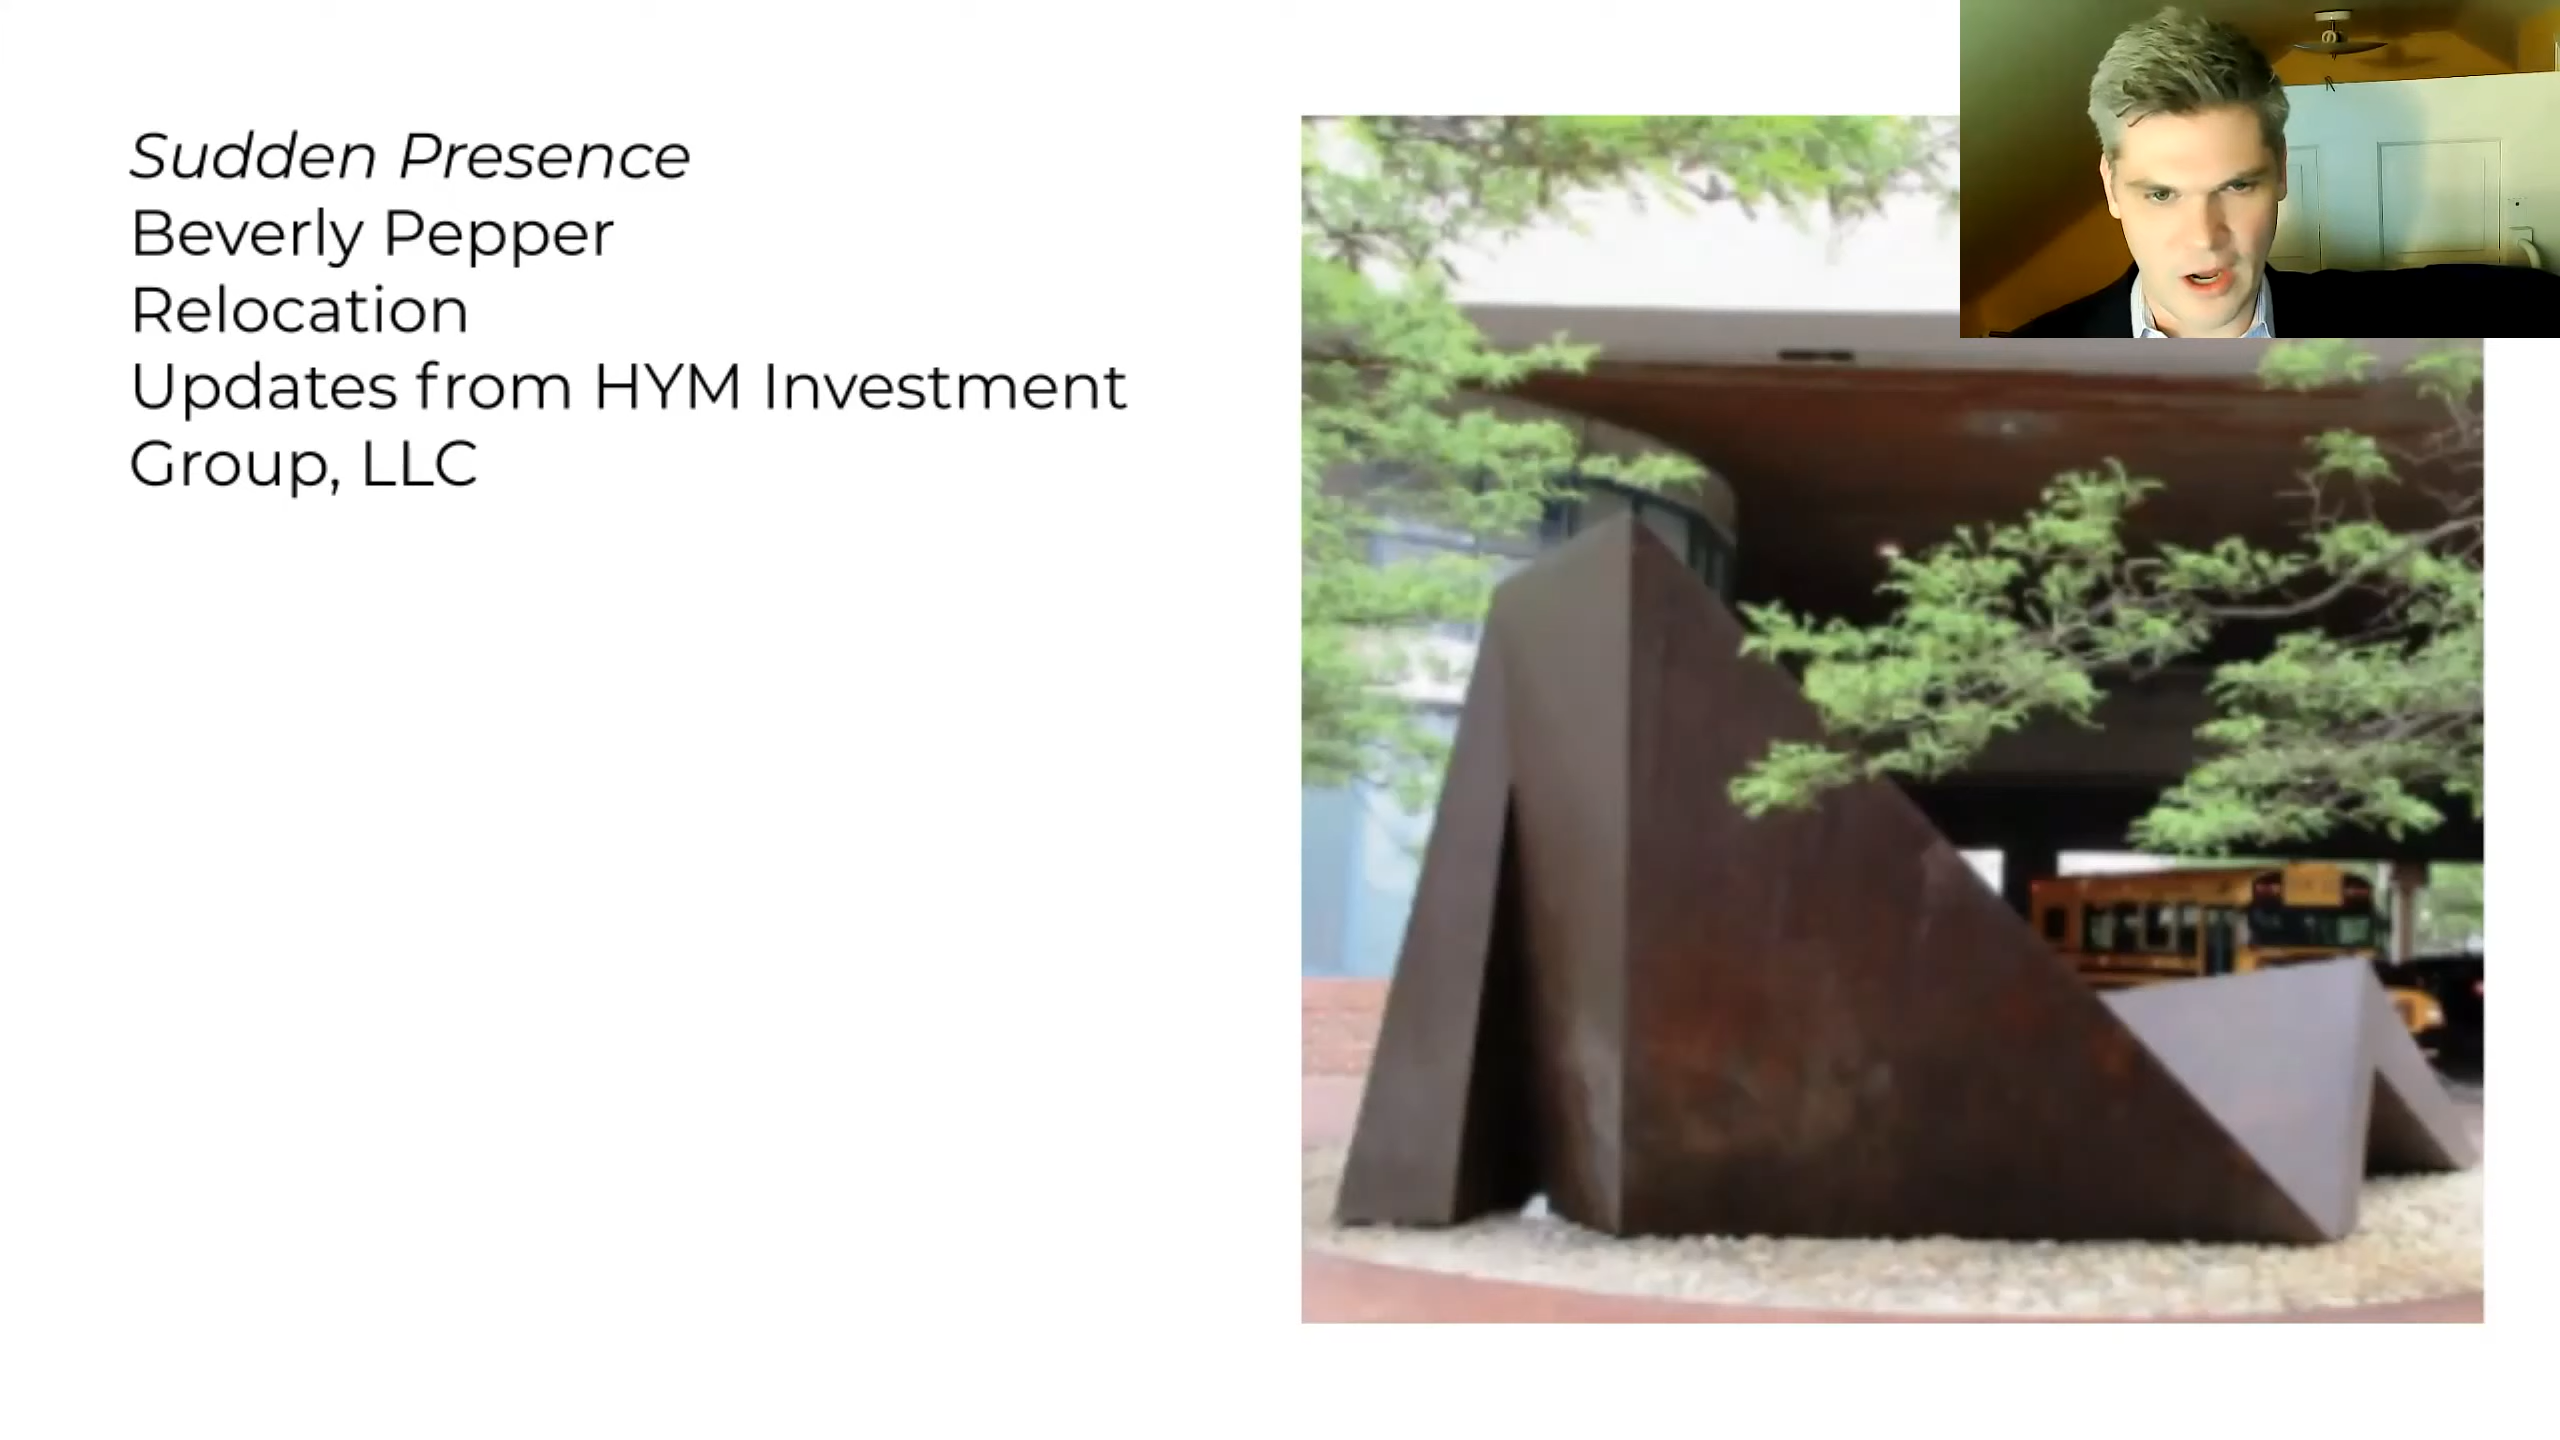 Sudden Presence
Beverly Pepper
Relocation
Updates from HYM Investment
Group, LLC